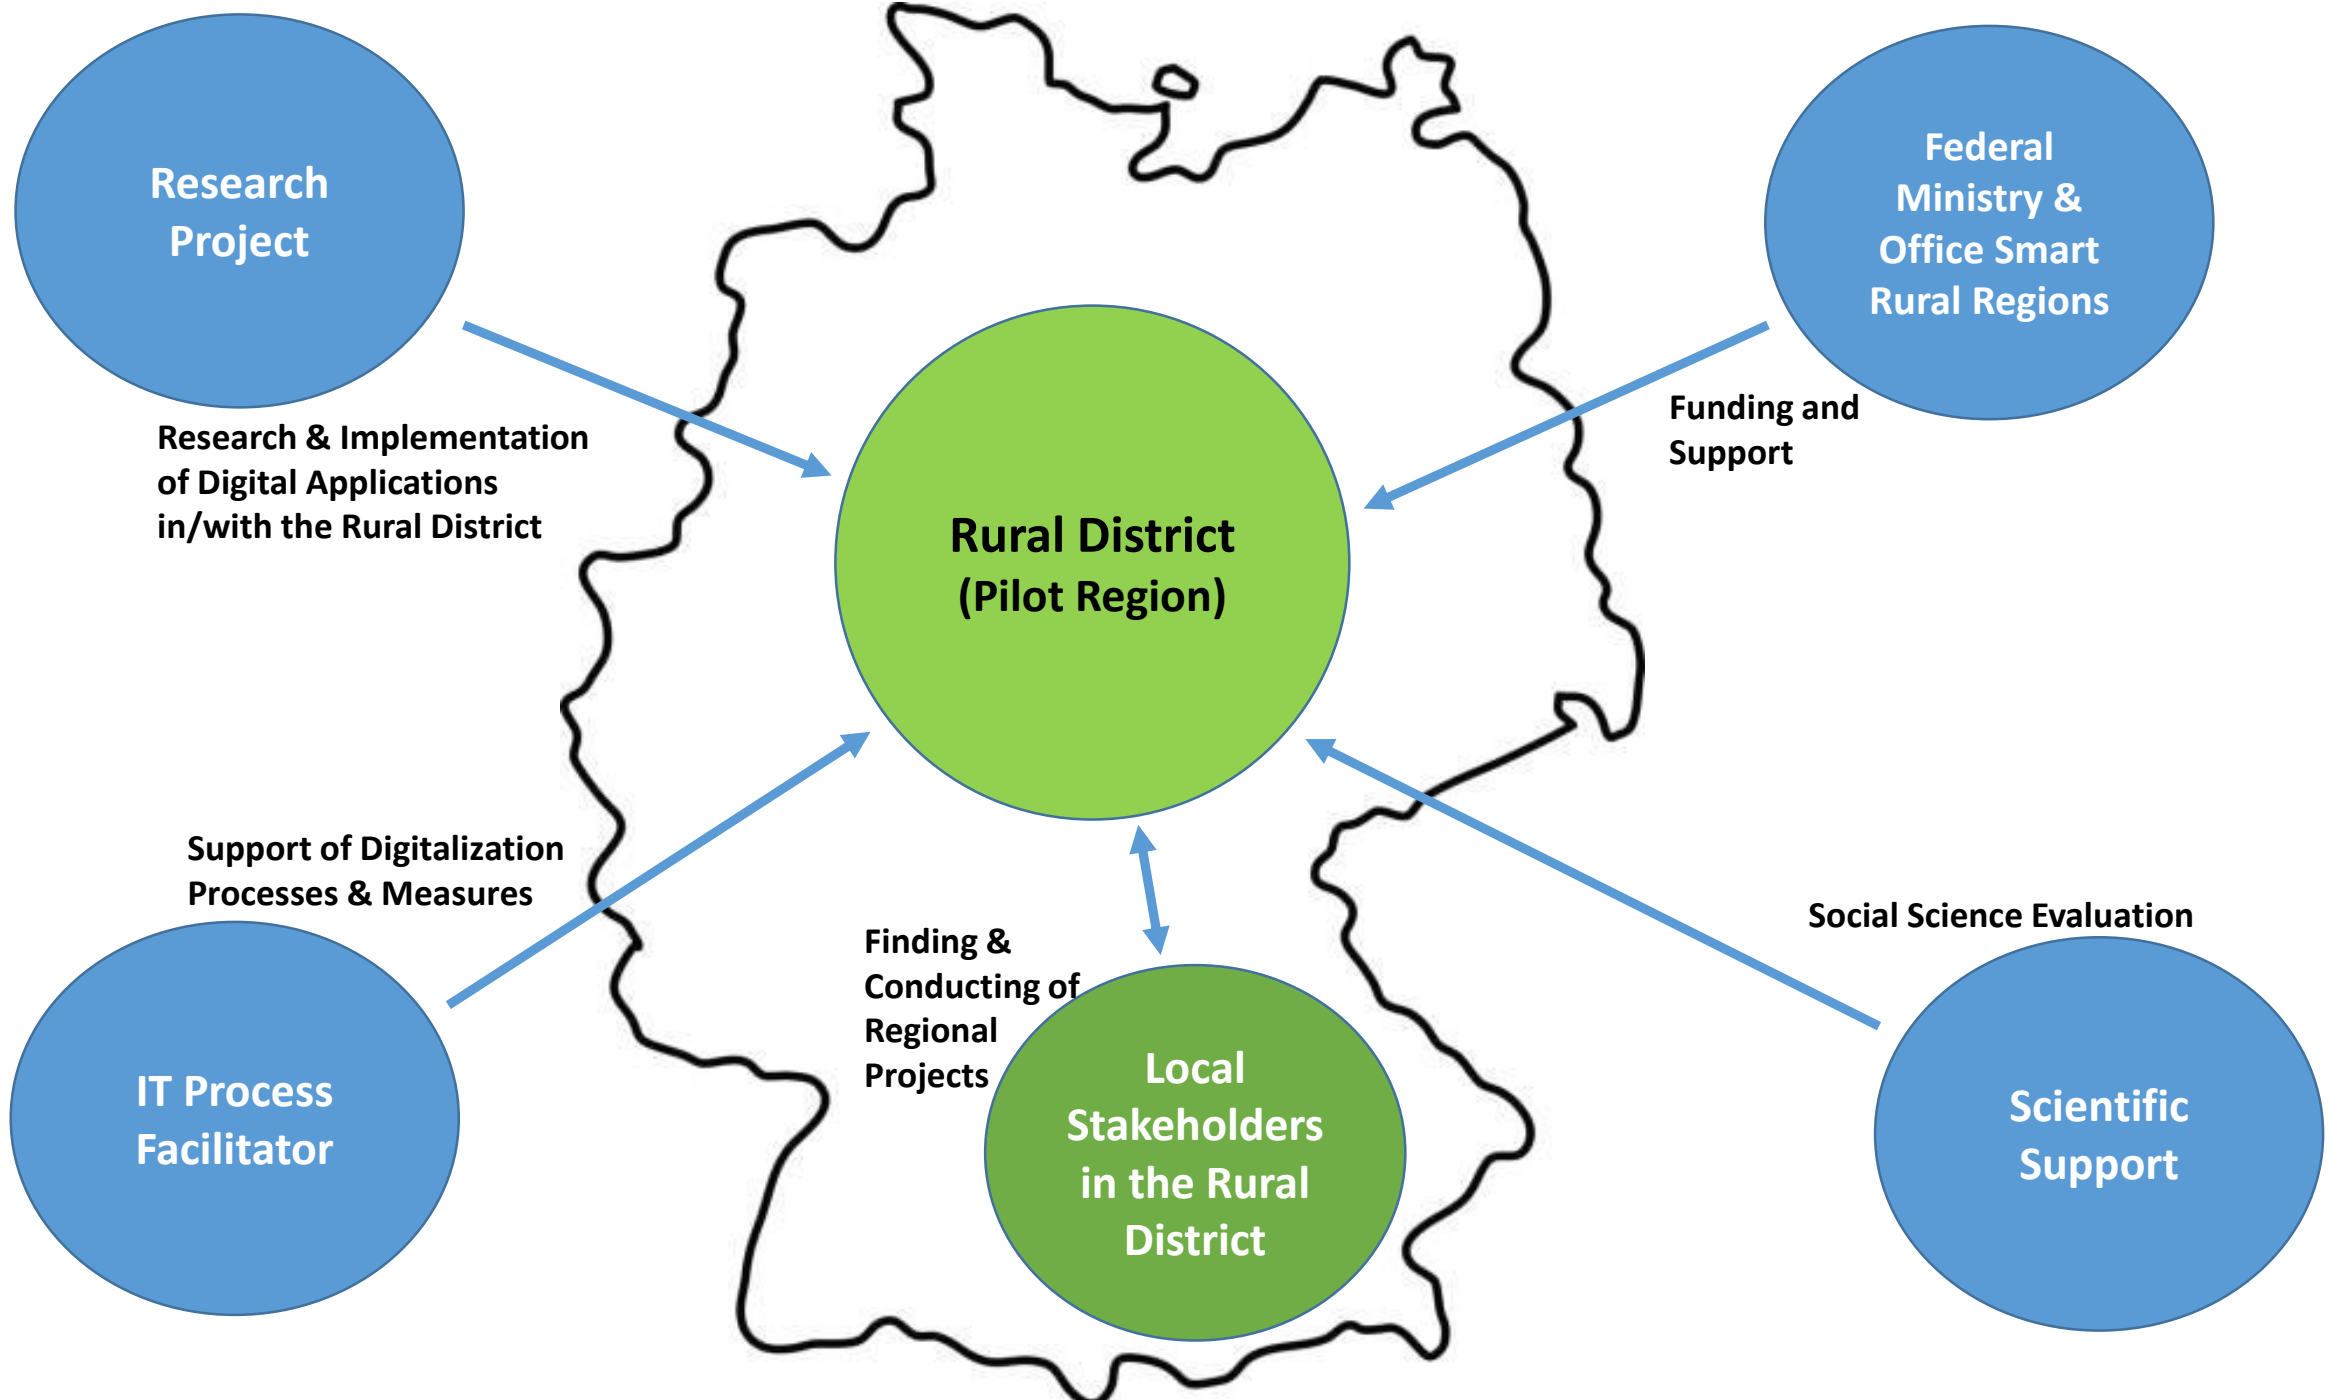 Research
Project
Federal
Ministry &
Office Smart
Rural Regions
Research & Implementation
of Digital Applications
in/with the Rural District
Funding and
Support
Rural District
(Pilot Region)
Support of Digitalization
Processes & Measures
IT Process
Facilitator
Finding &
Conducting of
Regional
Projects
Local
Stakeholders
in the Rural
District
Social Science Evaluation
Scientific
Support